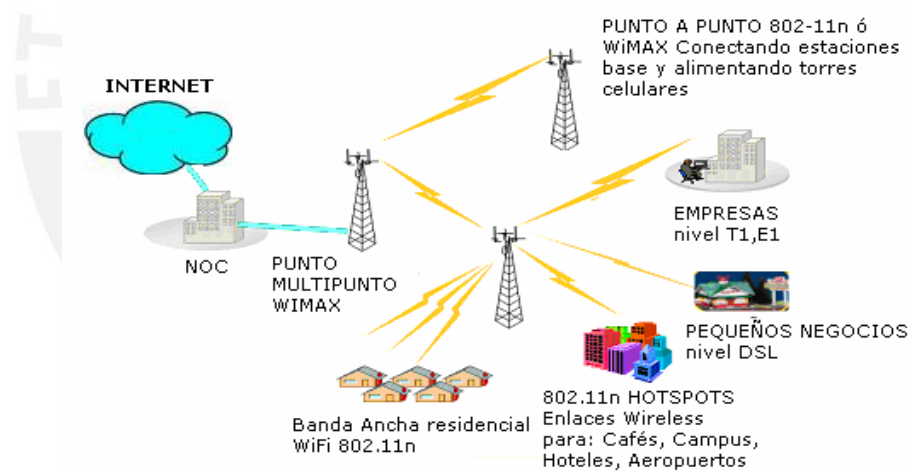 PUNTO A PUNTO 802-11n ó
WiMAX Conectando estaciones
base y alimentando torres
celulares
INTERNET
EMPRESAS
nivel T1,E1
NOC
PUNTO
MULTIPUNTO
WIMAX
PEQUEÑOS NEGOCIOS
nivel DSL
Banda Ancha residencial
WiFi 802.11n
802.11n HOTSPOTS
Enlaces Wireless
para: Cafés, Campus,
Hoteles, Aeropuertos